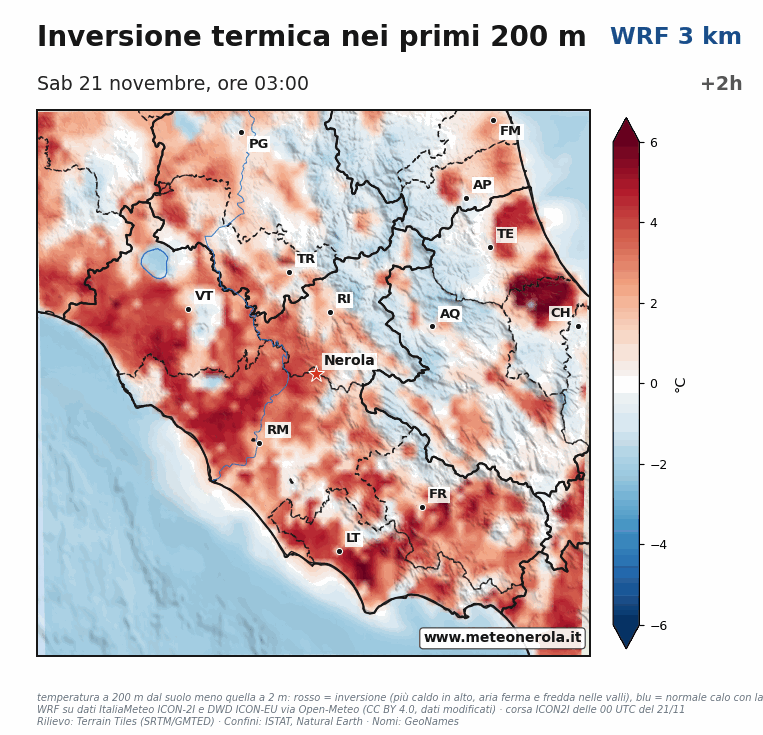 Inversione termica nei primi 200 m WRF 3 km
Sab 21 novembre, ore 03:00 +2h
FM
PG
AP
TE
TR
VT
RI
AQ
CH
Nerola
RM
FR
LT
www.meteonerola.it
6
4
2
0
−2
−4
−6
°C
temperatura a 200 m dal suolo meno quella a 2 m: rosso = inversione (più caldo in alto, aria ferma e fredda nelle valli), blu = normale calo con la
WRF su dati ItaliaMeteo ICON-2I e DWD ICON-EU via Open-Meteo (CC BY 4.0, dati modificati) · corsa ICON2I delle 00 UTC del 21/11
Rilievo: Terrain Tiles (SRTM/GMTED) · Confini: ISTAT, Natural Earth · Nomi: GeoNames